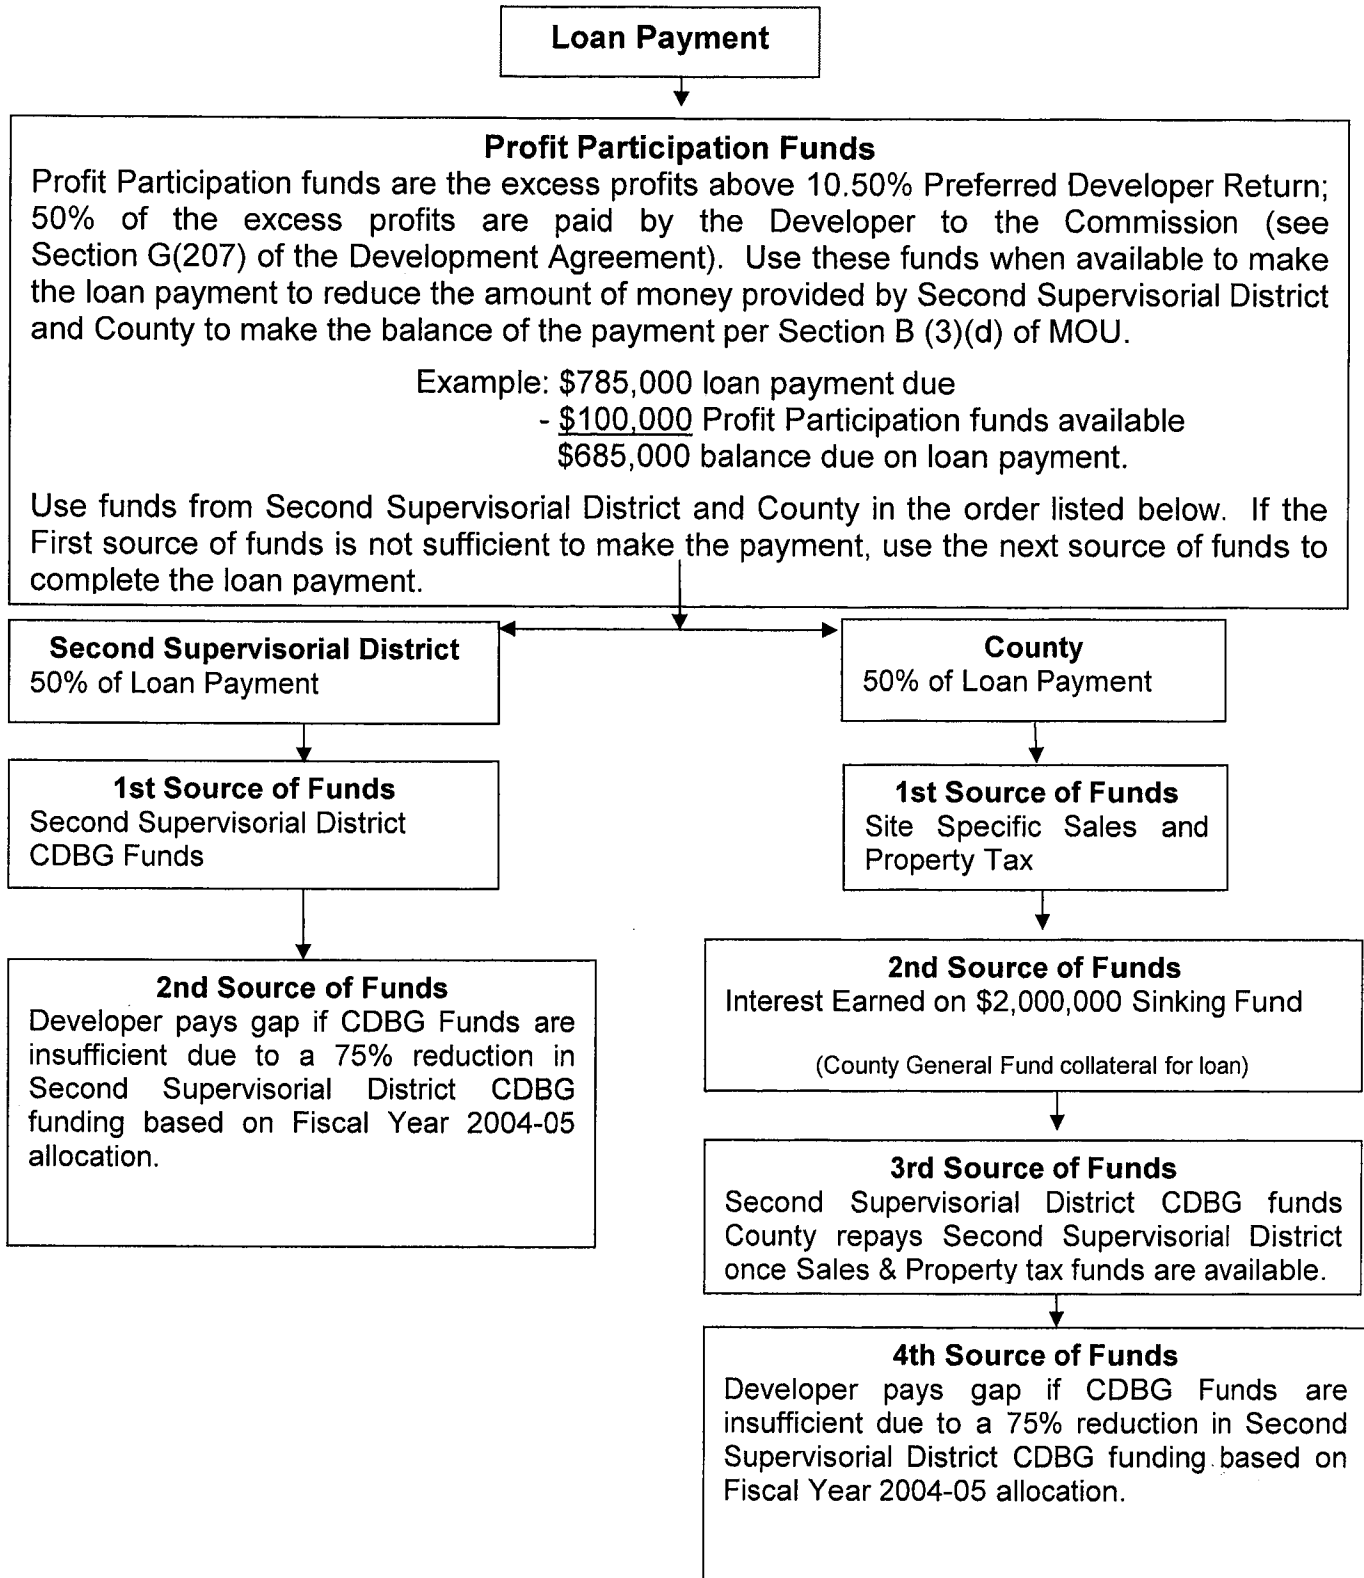 Loan Payment
Profit Participation Funds
Profit Participation funds are the excess profits above 10.50% Preferred Developer Return;
50% of the excess profits are paid by the Developer to the Commission (see
Section G(207) of the Development Agreement). Use these funds when available to make
the loan payment to reduce the amount of money provided by Second Supervisorial District
and County to make the balance of the payment per Section B (3)(d) of MOU.
Example: $785,000 loan payment due
- $100,000 Profit Participation funds available
$685,000 balance due on loan payment.
Use funds from Second Supervisorial District and County in the order listed below. If the
First source of funds is not sufficient to make the payment, use the next source of funds to
complete the loan payment.
Second Supervisorial District
50% of Loan Payment
1st Source of Funds
Second Supervisorial District
CDBG Funds
2nd Source of Funds
Developer pays gap if CDBG Funds are
insufficient due to a 75% reduction in
Second Supervisorial District CDBG
funding based on Fiscal Year 2004-05
allocation.
County
50% of Loan Payment
1st Source of Funds
Site Specific Sales and
Property Tax
2nd Source of Funds
Interest Earned on $2,000,000 Sinking Fund
(County General Fund collateral for loan)
3rd Source of Funds
Second Supervisorial District CDBG funds
County repays Second Supervisorial District
once Sales & Property tax funds are available.
4th Source of Funds
Developer pays gap if CDBG Funds are
insufficient due to a 75% reduction in Second
Supervisorial District CDBG funding based on
Fiscal Year 2004-05 allocation.